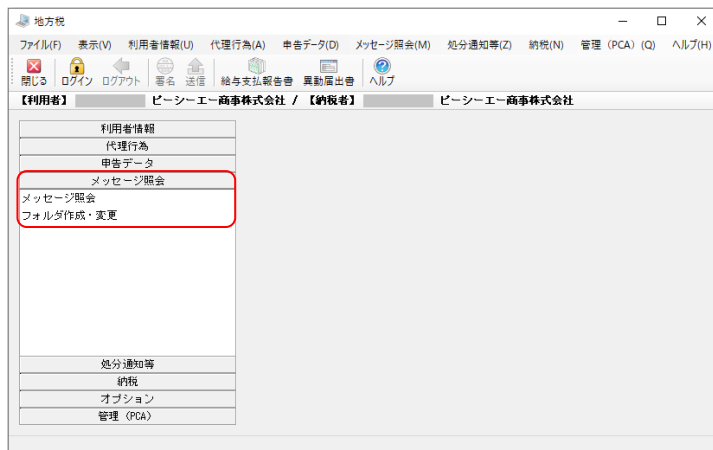 地方税
ファイル(F) 表示(V) 利用者情報(U) 代理行為(A) 申告データ(D) メッセージ照会(M) 処分通知等(Z) 納税(N) 管理（PCA）(Q) ヘルプ(H)
閉じる ログイン ログアウト 署名 送信 給与支払報告書 異動届出書 ヘルプ
【利用者】 ピーシーエー商事株式会社 / 【納税者】 ピーシーエー商事株式会社
利用者情報
代理行為
申告データ
メッセージ照会
メッセージ照会
フォルダ作成・変更
処分通知等
納税
オプション
管理（PCA）